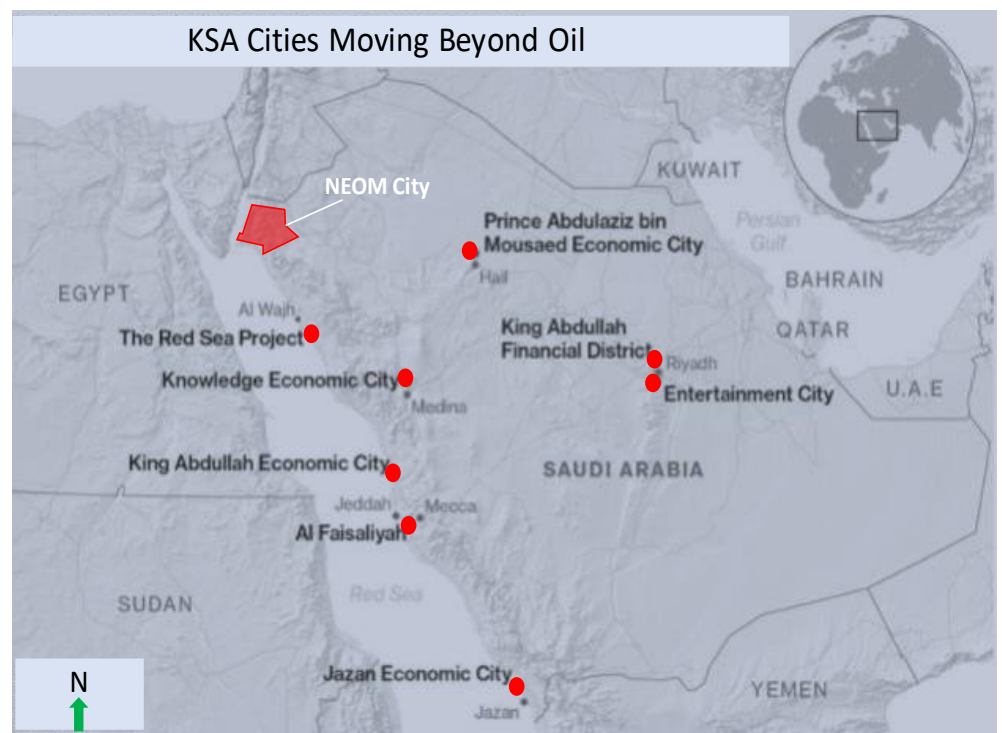 KSA Cities Moving Beyond Oil
KUWAIT
NEOM City
Prince Abdulaziz bin
Mousaed Economic City
Persian
Gulf
Hail
BAHRAIN
EGYPT
Al Wajh
The Red Sea Project
King Abdullah
Financial District
QATAR
Riyadh
Knowledge Economic City
Entertainment City
U.A.E
Medina
King Abdullah Economic City
SAUDI ARABIA
Jeddah
Mecca
Al Faisaliyah
Red Sea
SUDAN
Jazan Economic City
N
YEMEN
Jazan